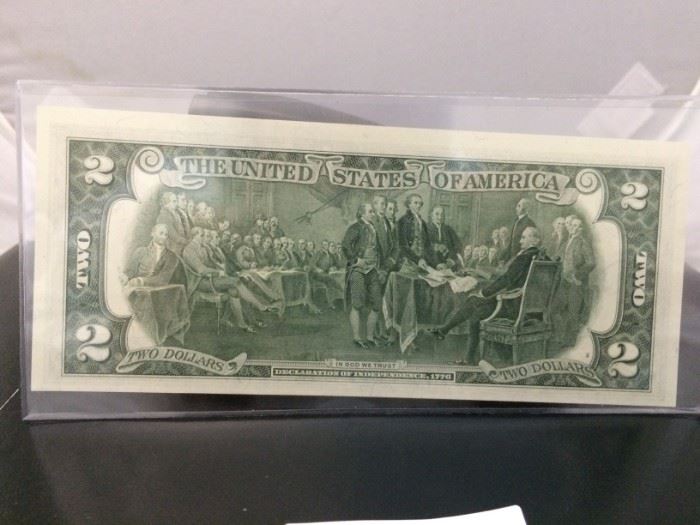 2
THE UNITED STATES OF AMERICA
2
TWO
TWO
2
TWO DOLLARS
IN GOD WE TRUST
DECLARATION OF INDEPENDENCE, 1776
TWO DOLLARS
2